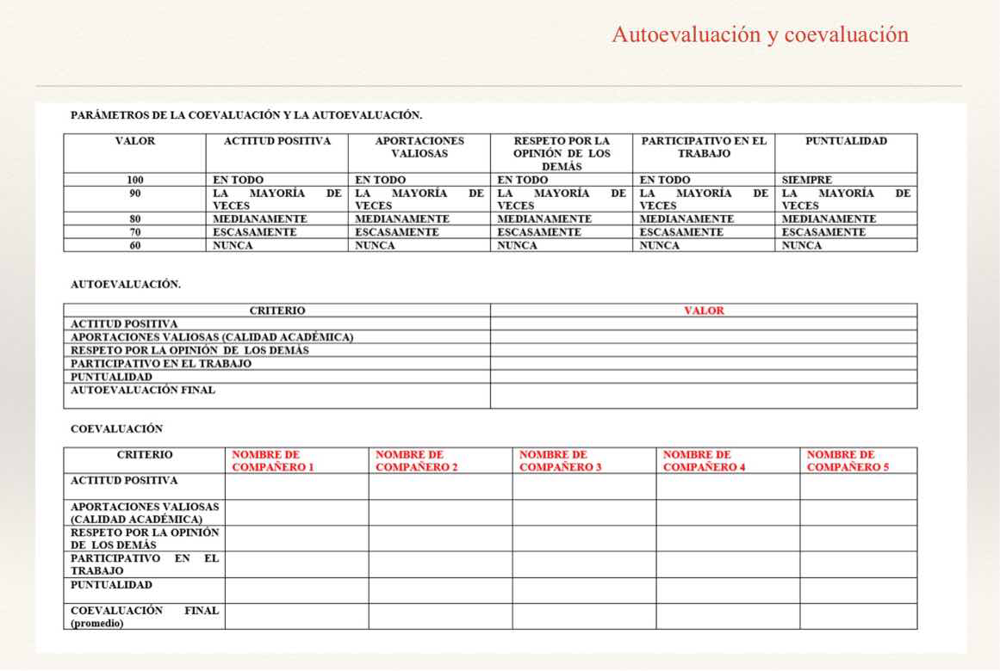 Autoevaluación y coevaluación
PARÁMETROS DE LA COEVALUACIÓN Y LA AUTOEVALUACIÓN.
VALOR ACTITUD POSITIVA APORTACIONES VALIOSAS RESPETO POR LA OPINIÓN DE LOS DEMÁS PARTICIPATIVO EN EL TRABAJO PUNTUALIDAD
100 EN TODO EN TODO EN TODO EN TODO SIEMPRE
90 LA MAYORÍA DE VECES LA MAYORÍA DE VECES LA MAYORÍA DE VECES LA MAYORÍA DE VECES LA MAYORÍA DE VECES
80 MEDIANAMENTE MEDIANAMENTE MEDIANAMENTE MEDIANAMENTE MEDIANAMENTE
70 ESCASAMENTE ESCASAMENTE ESCASAMENTE ESCASAMENTE ESCASAMENTE
60 NUNCA NUNCA NUNCA NUNCA NUNCA
AUTOEVALUACIÓN.
CRITERIO VALOR
ACTITUD POSITIVA
APORTACIONES VALIOSAS (CALIDAD ACADÉMICA)
RESPETO POR LA OPINIÓN DE LOS DEMÁS
PARTICIPATIVO EN EL TRABAJO
PUNTUALIDAD
AUTOEVALUACIÓN FINAL
COEVALUACIÓN
CRITERIO NOMBRE DE COMPAÑERO 1 NOMBRE DE COMPAÑERO 2 NOMBRE DE COMPAÑERO 3 NOMBRE DE COMPAÑERO 4 NOMBRE DE COMPAÑERO 5
ACTITUD POSITIVA
APORTACIONES VALIOSAS
(CALIDAD ACADÉMICA)
RESPETO POR LA OPINIÓN
DE LOS DEMÁS
PARTICIPATIVO EN EL
TRABAJO
PUNTUALIDAD
COEVALUACIÓN FINAL
(promedio)